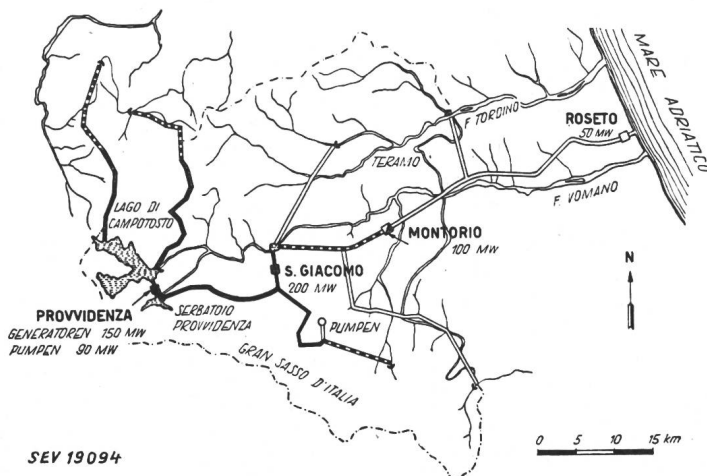 MARE ADRIATICO
ROSETO
50 MW
F. TORDINO
TERAMO
F. VOMANO
LAGO DI
CAMPOTOSTO
MONTORIO
100 MW
N
S. GIACOMO
200 MW
PROVVIDENZA
GENERATOREN 150 MW
PUMPEN 90 MW
SERBATOIO
PROVVIDENZA
PUMPEN
GRAN SASSO D'ITALIA
0 5 10 15 km
SEV 19094